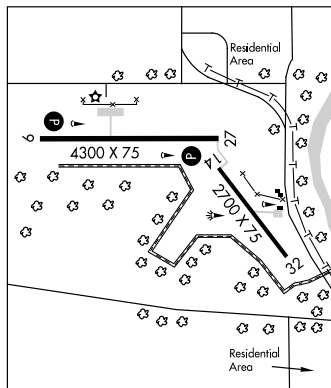 Residential
Area
P
9
27
4300 X 75
P
14
2700 X 75
32
Residential
Area